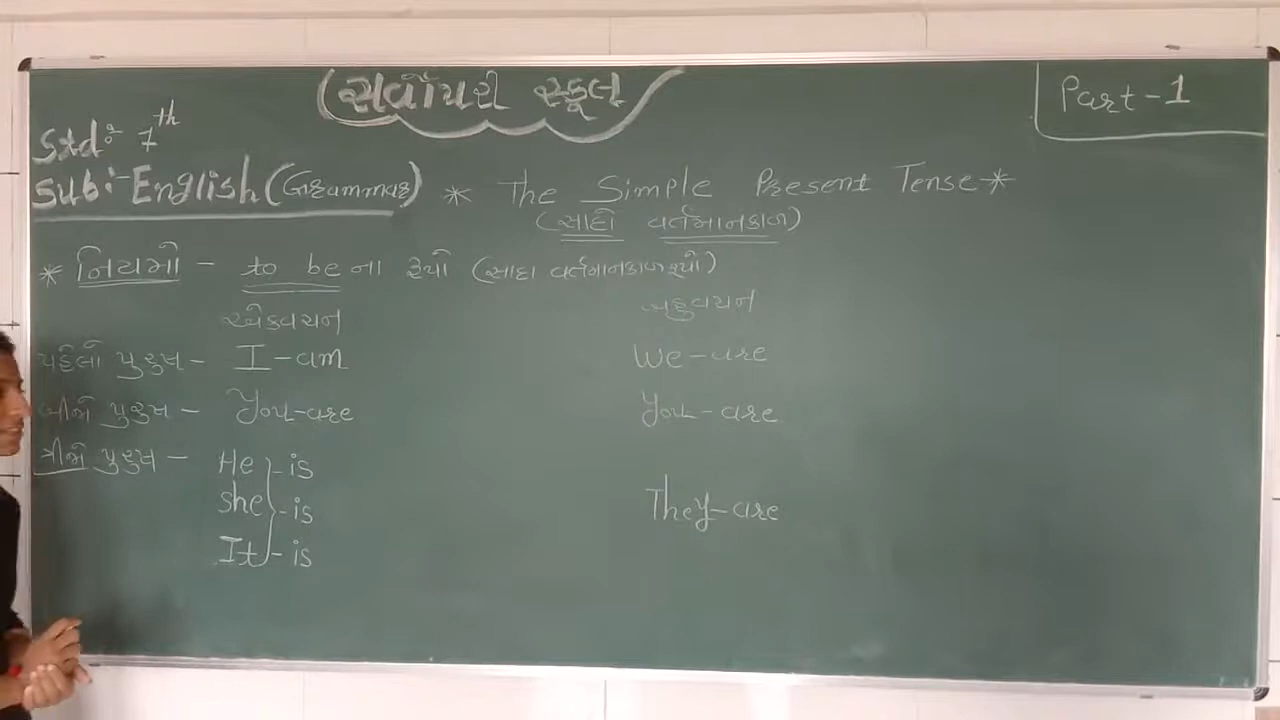 સર્વોપરી સ્કૂલ
Part-1
Std: 7th
Sub:- English (Grammar)
* The Simple Present Tense *
(સાદો વર્તમાનકાળ)
* નિયમો - to be ના રૂપો (સાદા વર્તમાનકાળ રૂપો)
એકવચન બહુવચન
પહેલો પુરુષ - I-am We-are
બીજો પુરુષ - You-are You-are
ત્રીજો પુરુષ - He -is
She -is They-are
It -is